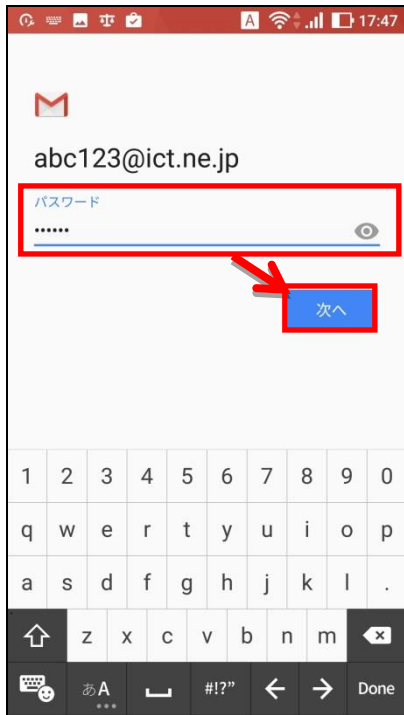 A 17:47
abc123@ict.ne.jp
パスワード
••••••
次へ
1 2 3 4 5 6 7 8 9 0
q w e r t y u i o p
a s d f g h j k l .
z x c v b n m
あA #!?” Done